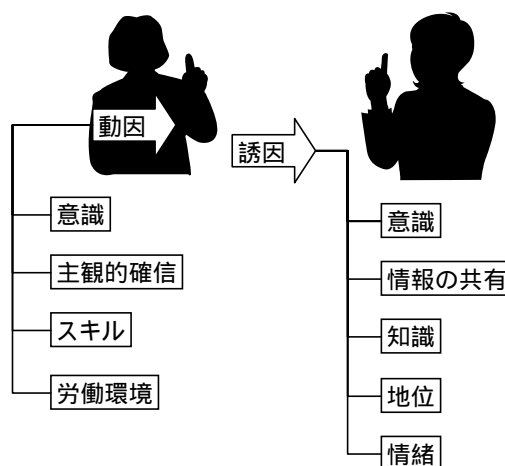 動因
意識
主観的確信
スキル
労働環境
誘因
意識
情報の共有
知識
地位
情緒